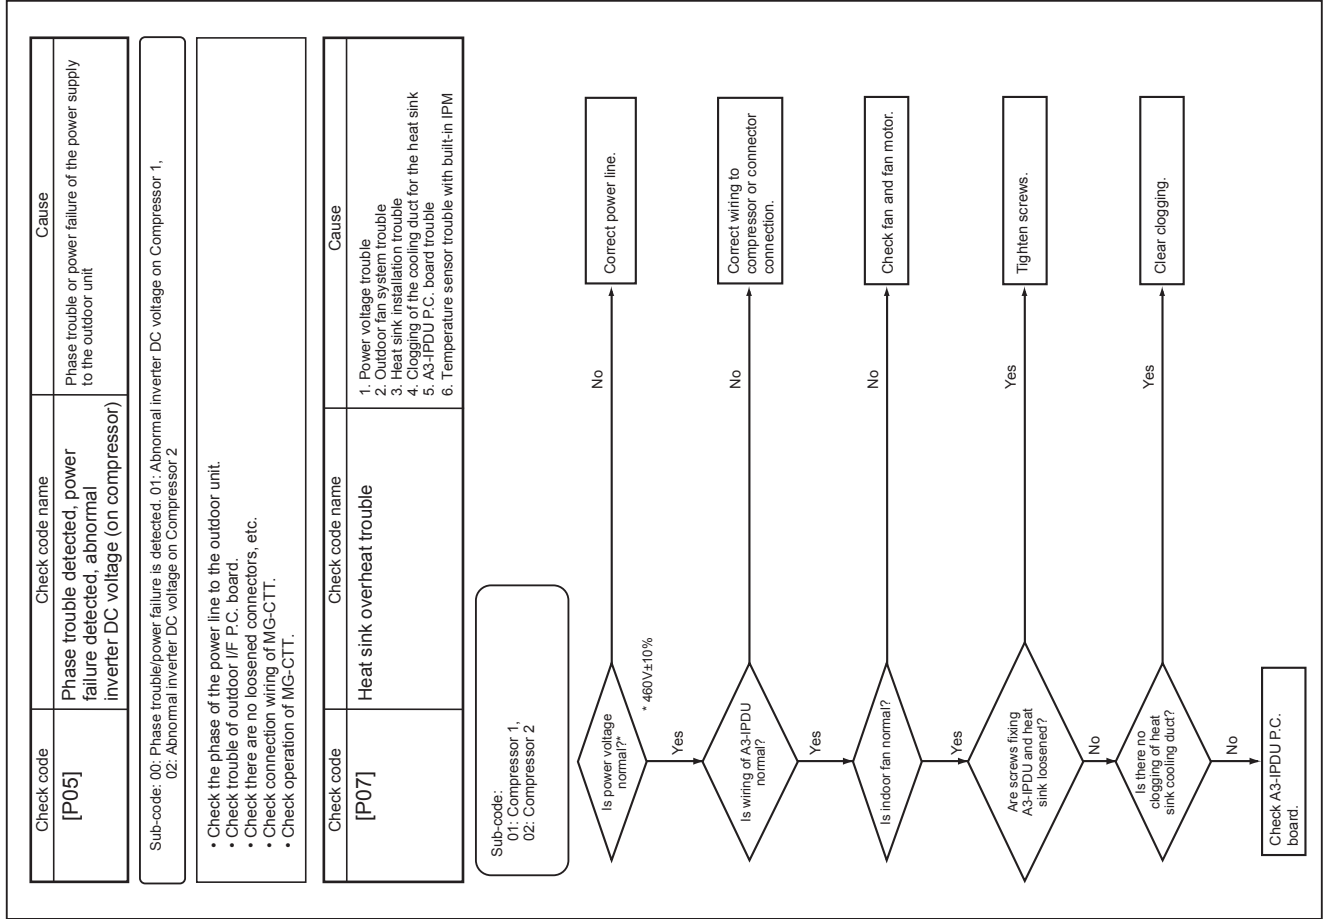 Check code
Check code name
Cause
[P05]
Phase trouble detected, power
failure detected, abnormal
inverter DC voltage (on compressor)
Phase trouble or power failure of the power supply
to the outdoor unit
Sub-code: 00: Phase trouble/power failure is detected. 01: Abnormal inverter DC voltage on Compressor 1,
02: Abnormal inverter DC voltage on Compressor 2
• Check the phase of the power line to the outdoor unit.
• Check trouble of outdoor I/F P.C. board.
• Check there are no loosened connectors, etc.
• Check connection wiring of MG-CTT.
• Check operation of MG-CTT.
Check code
Check code name
Cause
[P07]
Heat sink overheat trouble
1. Power voltage trouble
2. Outdoor fan system trouble
3. Heat sink installation trouble
4. Clogging of the cooling duct for the heat sink
5. A3-IPDU P.C. board trouble
6. Temperature sensor trouble with built-in IPM
Sub-code:
01: Compressor 1,
02: Compressor 2
Is power voltage
normal?*
* 460V±10%
No
Correct power line.
Yes
Is wiring of A3-IPDU
normal?
No
Correct wiring to
compressor or connector
connection.
Yes
Is indoor fan normal?
No
Check fan and fan motor.
Yes
Are screws fixing
A3-IPDU and heat
sink loosened?
Yes
Tighten screws.
No
Is there no
clogging of heat
sink cooling duct?
Yes
Clear clogging.
No
Check A3-IPDU P.C.
board.